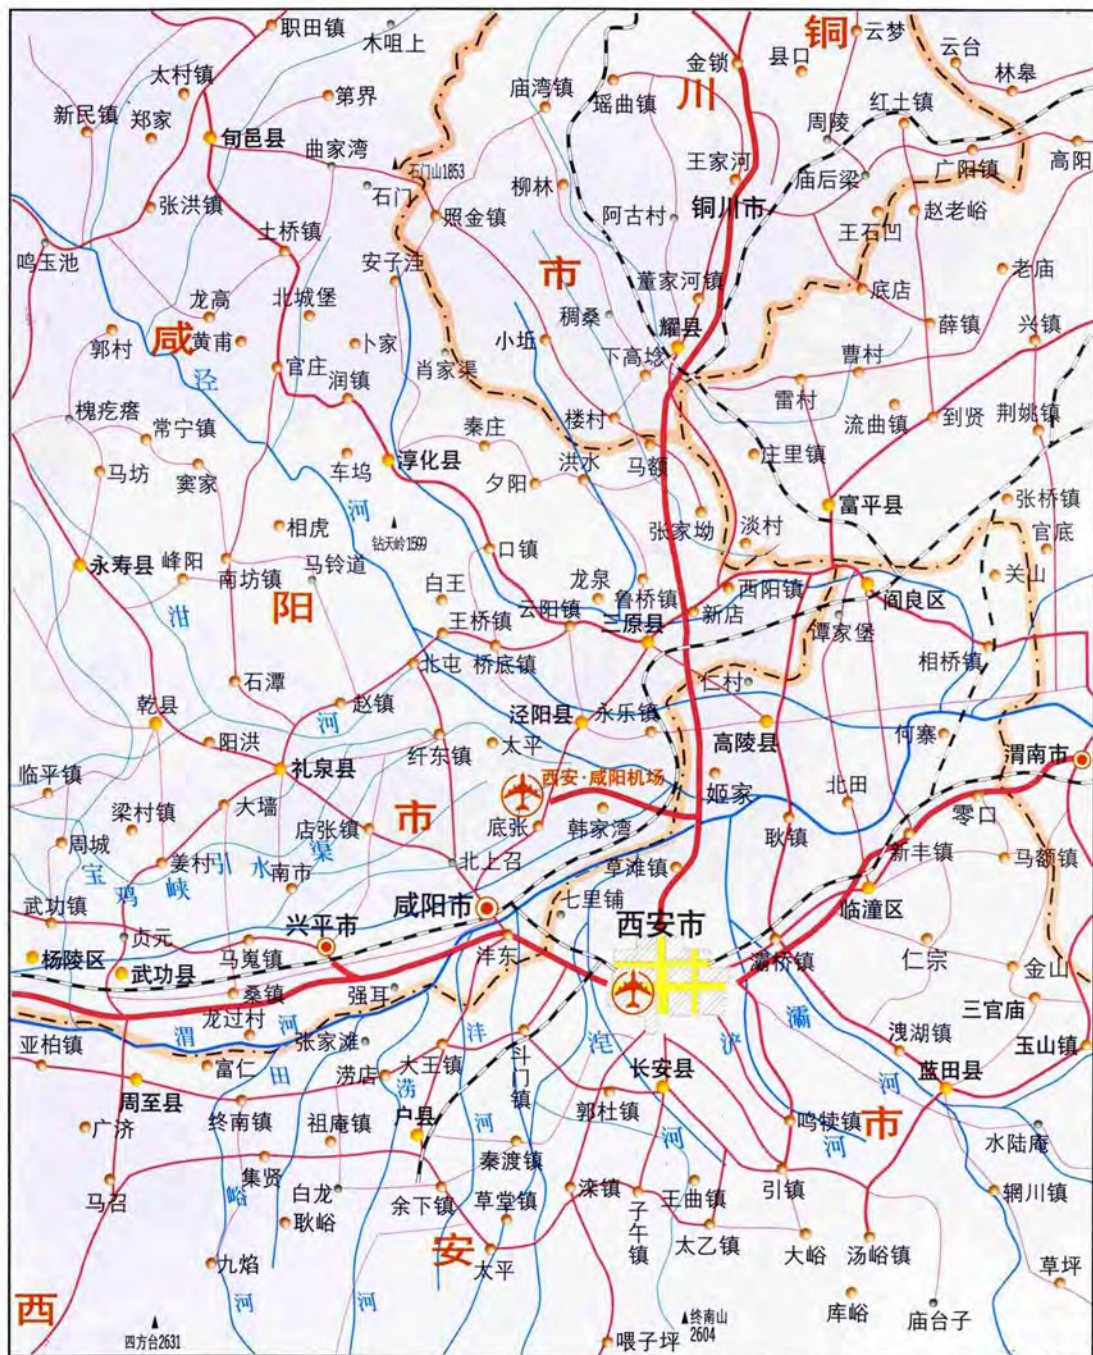 职田镇
木咀上
铜
云梦
云台
金锁
县口
太村镇
第界
庙湾镇
瑶曲镇
川
林皋
新民镇
郑家
旬邑县
曲家湾
周陵
红土镇
石门山1853
石门
柳林
王家河
庙后梁
广阳镇
高阳
张洪镇
照金镇
阿古村
铜川市
王石凹
赵老峪
土桥镇
鸣玉池
安子洼
市
董家河镇
老庙
底店
龙高
北城堡
稠桑
耀县
薛镇
兴镇
咸
郭村
黄甫
卜家
小坵
下高埝
曹村
泾
官庄
肖家渠
润镇
雷村
槐疙瘩
常宁镇
秦庄
楼村
流曲镇
到贤
荆姚镇
马坊
窦家
车坞
淳化县
夕阳
洪水
马额
庄里镇
张桥镇
河
相虎
钻天岭1599
口镇
张家坳
淡村
富平县
官底
永寿县
峰阳
南坊镇
马铃道
白王
龙泉
鲁桥镇
西阳镇
阎良区
关山
泔
阳
王桥镇
云阳镇
三原县
新店
谭家堡
石潭
北屯
桥底镇
相桥镇
乾县
赵镇
仁村
河
阳洪
纤东镇
太平
泾阳县
永乐镇
高陵县
何寨
渭南市
临平镇
礼泉县
西安·咸阳机场
姬家
北田
梁村镇
大墙
店张镇
市
底张
韩家湾
耿镇
零口
周城
姜村
引水渠
南市
北上召
草滩镇
新丰镇
马额镇
宝鸡峡
武功镇
兴平市
咸阳市
七里铺
西安市
临潼区
贞元
杨陵区
武功县
马嵬镇
沣东
灞桥镇
仁宗
金山
桑镇
强耳
三官庙
渭
龙过村
河
张家滩
沣
皂
浐
灞
洩湖镇
玉山镇
亚柏镇
富仁
田
大王镇
斗门镇
涝店
涝
长安县
河
蓝田县
周至县
终南镇
祖庵镇
户县
河
郭杜镇
河
鸣犊镇
河
市
广济
秦渡镇
水陆庵
集贤
马召
峪
白龙
余下镇
草堂镇
滦镇
子午镇
王曲镇
引镇
辋川镇
耿峪
太乙镇
大峪
汤峪镇
九焰
安
太平
草坪
西
河
河
库峪
庙台子
四方台2631
终南山
2604
喂子坪